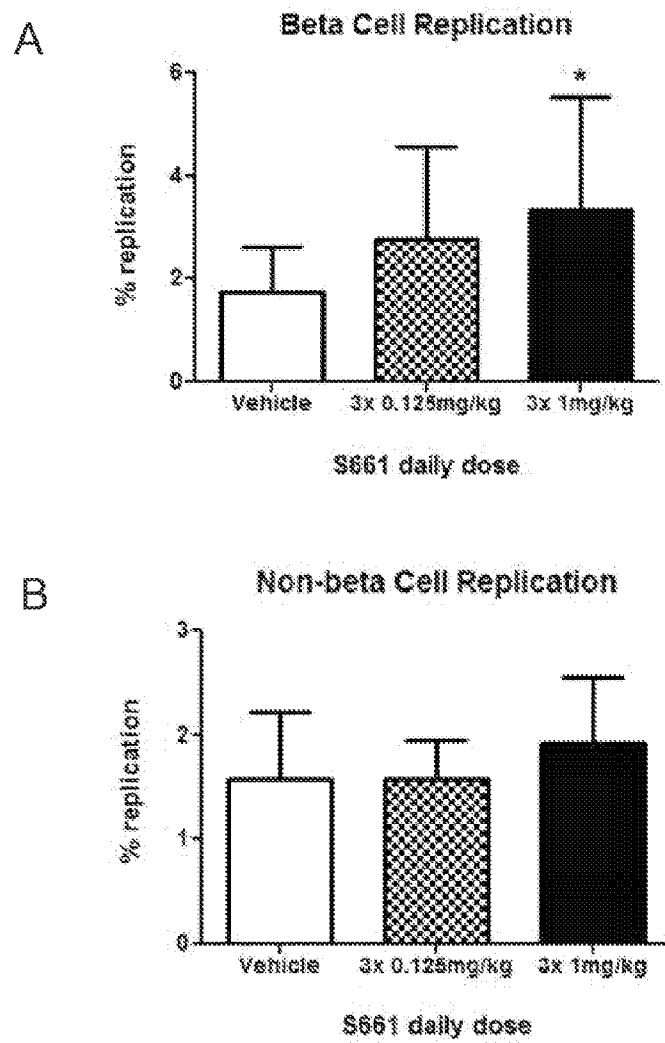 A
Beta Cell Replication
6
*
4
2
0
% replication
Vehicle 3x 0.125mg/kg 3x 1mg/kg
S661 daily dose
B
Non-beta Cell Replication
3
2
1
0
% replication
Vehicle 3x 0.125mg/kg 3x 1mg/kg
S661 daily dose